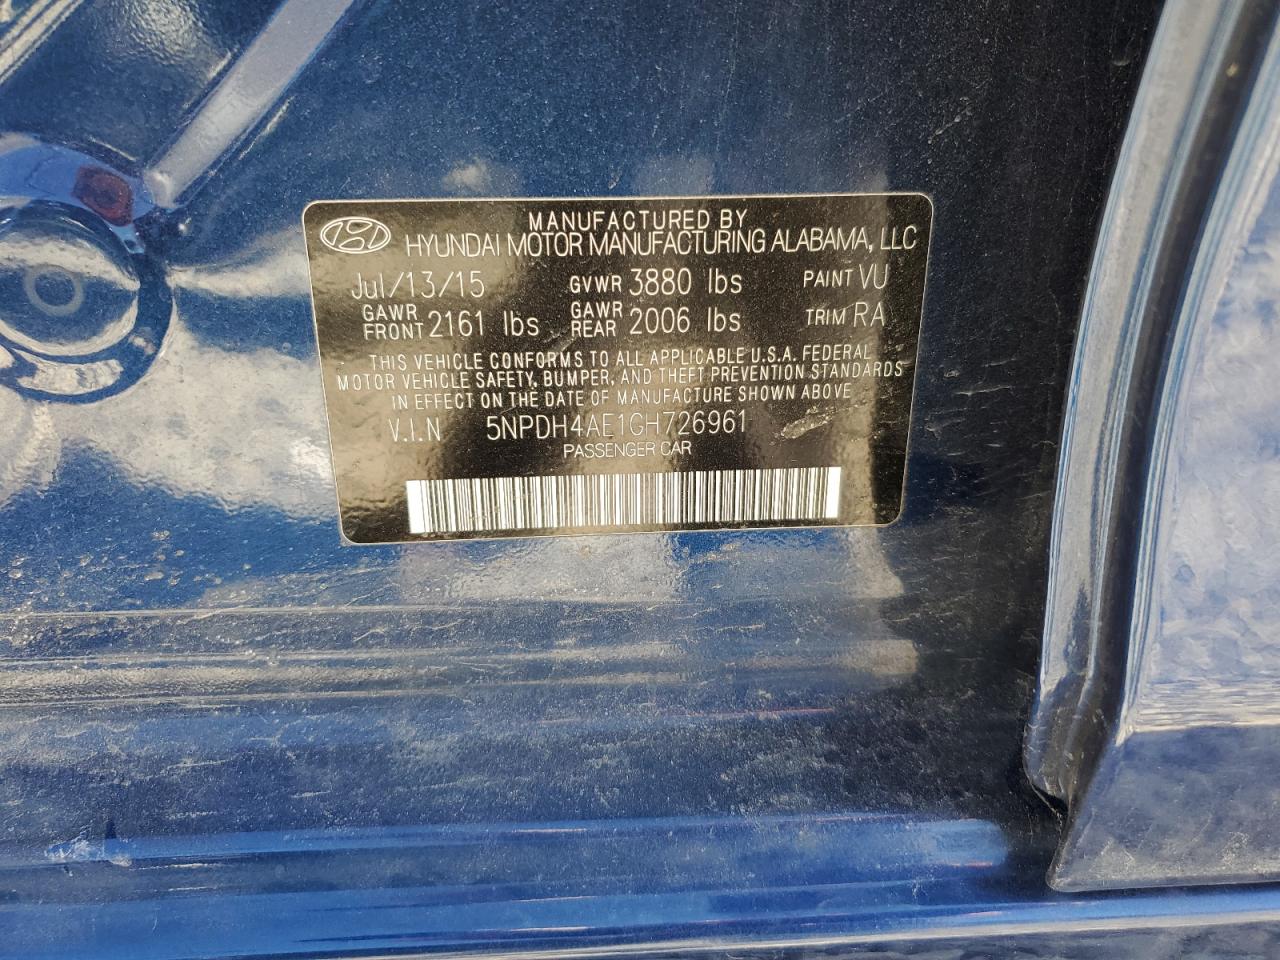 MANUFACTURED BY
HYUNDAI MOTOR MANUFACTURING ALABAMA, LLC
Jul/13/15 GVWR 3880 lbs PAINT VU
GAWR FRONT 2161 lbs GAWR REAR 2006 lbs TRIM RA
THIS VEHICLE CONFORMS TO ALL APPLICABLE U.S.A. FEDERAL
MOTOR VEHICLE SAFETY, BUMPER, AND THEFT PREVENTION STANDARDS
IN EFFECT ON THE DATE OF MANUFACTURE SHOWN ABOVE
V.I.N 5NPDH4AE1GH726961
PASSENGER CAR